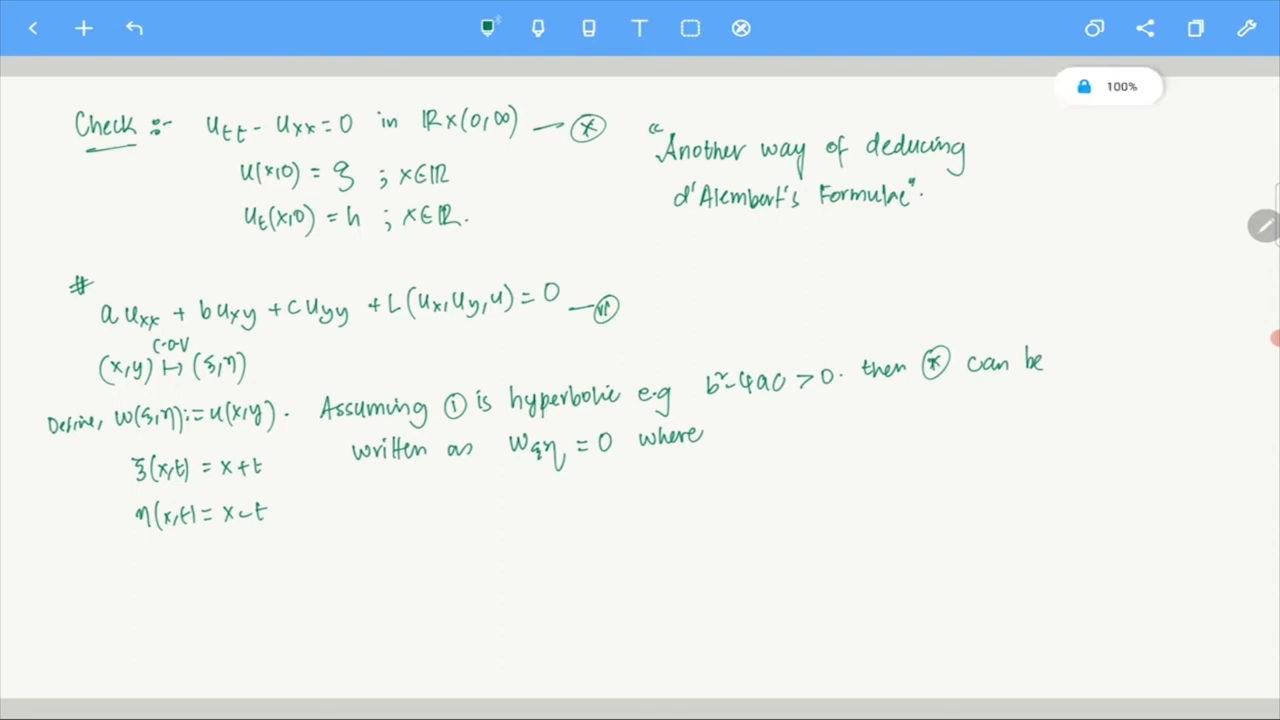 100%
Check :- u_tt - u_xx = 0 in ℝ×(0,∞) — (*)
u(x,0) = g ; x∈ℝ
u_t(x,0) = h ; x∈ℝ.
"Another way of deducing
d'Alembert's Formulae".
#
a u_xx + b u_xy + c u_yy + L(u_x, u_y, u) = 0 — (1)
C-O-V
(x,y) ↦ (ξ,η)
Define, w(ξ,η) := u(x,y). Assuming (1) is hyperbolic e.g b²-4ac > 0. then (*) can be
written as w_ξη = 0 where
ξ(x,t) = x+t
η(x,t) = x-t